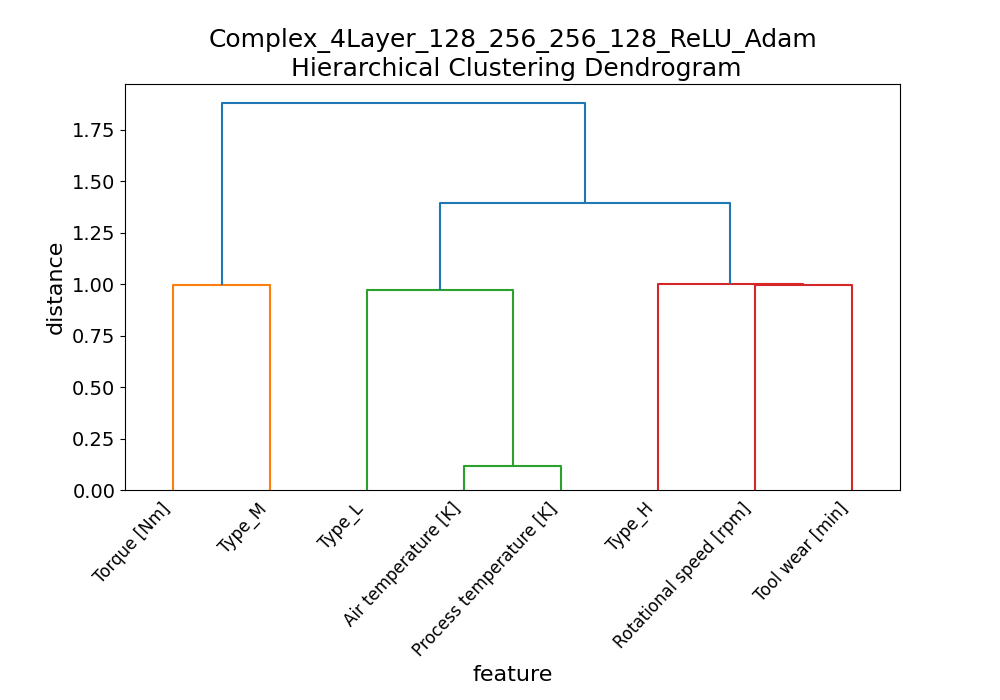 Complex_4Layer_128_256_256_128_ReLU_Adam
Hierarchical Clustering Dendrogram
distance
1.75
1.50
1.25
1.00
0.75
0.50
0.25
0.00
Torque [Nm]
Type_M
Type_L
Air temperature [K]
Process temperature [K]
Type_H
Rotational speed [rpm]
Tool wear [min]
feature